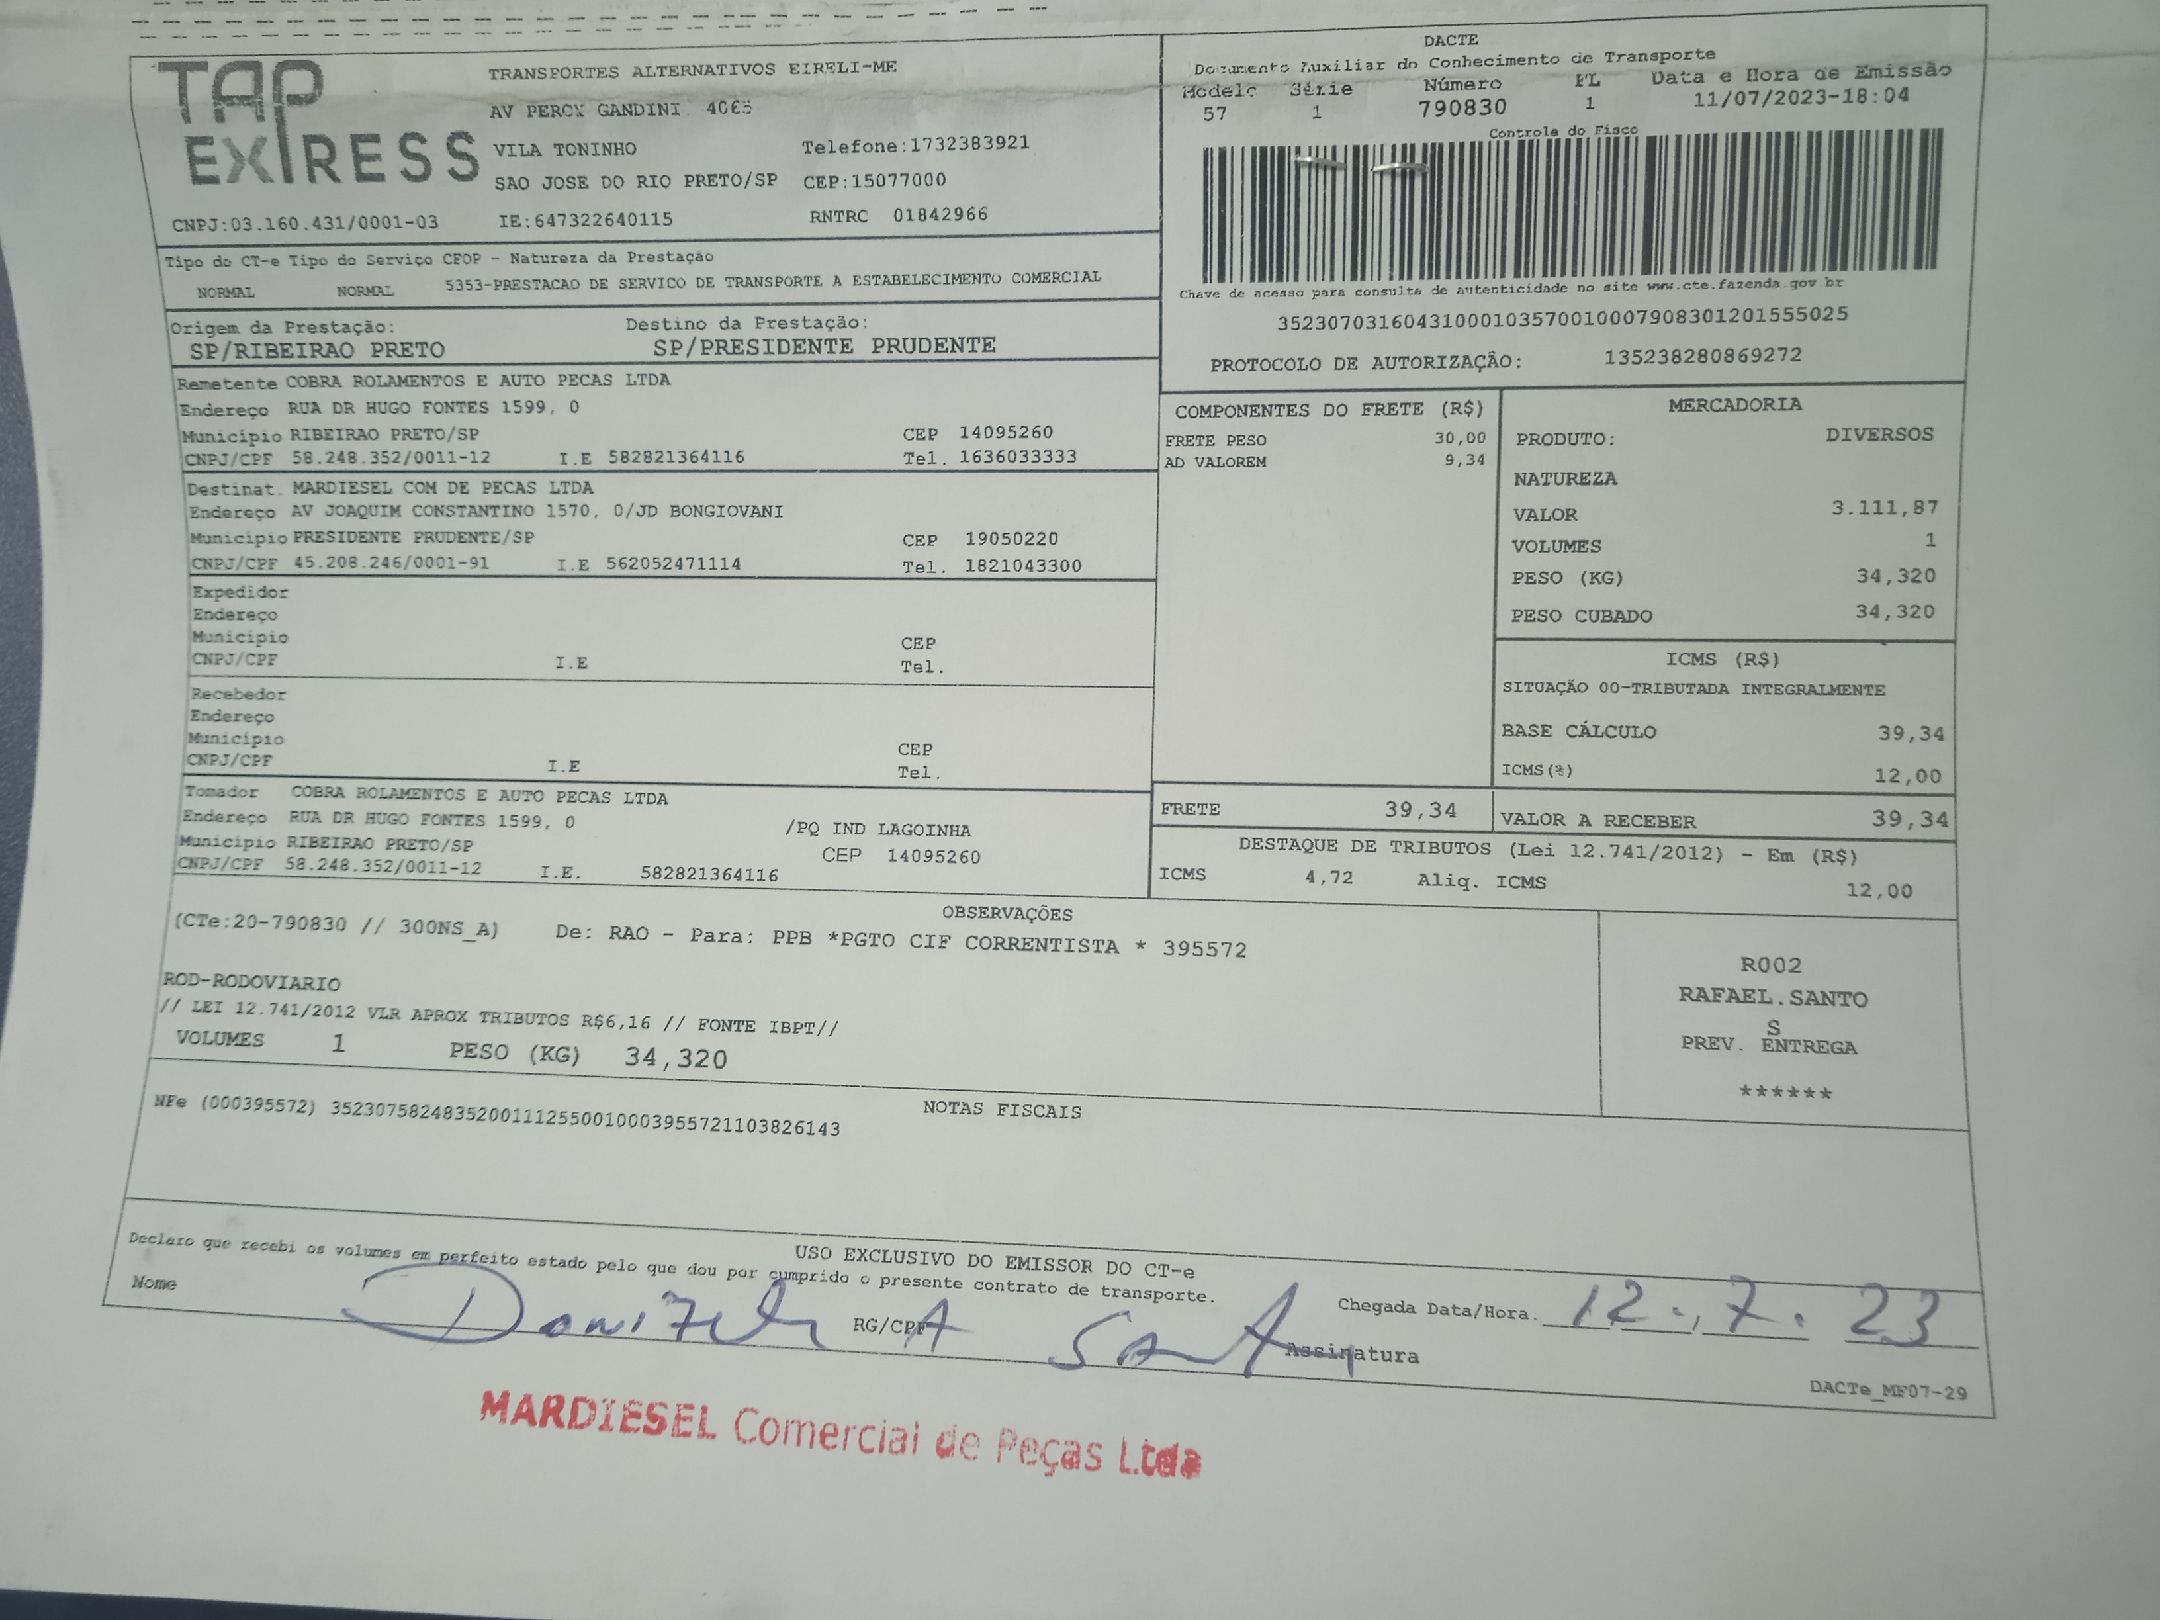 TAP EXPRESS
TRANSPORTES ALTERNATIVOS EIRELI-ME
AV PERCY GANDINI 4065
VILA TONINHO Telefone:1732383921
SAO JOSE DO RIO PRETO/SP CEP:15077000
CNPJ:03.160.431/0001-03 IE:647322640115 RNTRC 01842966
DACTE
Documento Auxiliar do Conhecimento de Transporte
Modelo Série Número FL Data e Hora de Emissão
57 1 790830 1 11/07/2023-18:04
Controle do Fisco
Chave de acesso para consulta de autenticidade no site www.cte.fazenda.gov br
35230703160431000103570010007908301201555025
PROTOCOLO DE AUTORIZAÇÃO: 135238280869272
Tipo do CT-e Tipo do Serviço CFOP - Natureza da Prestação
NORMAL NORMAL 5353-PRESTACAO DE SERVICO DE TRANSPORTE A ESTABELECIMENTO COMERCIAL
Origem da Prestação: Destino da Prestação:
SP/RIBEIRAO PRETO SP/PRESIDENTE PRUDENTE
Remetente COBRA ROLAMENTOS E AUTO PECAS LTDA
Endereço RUA DR HUGO FONTES 1599, 0
Município RIBEIRAO PRETO/SP CEP 14095260
CNPJ/CPF 58.248.352/0011-12 I.E 582821364116 Tel. 1636033333
Destinat. MARDIESEL COM DE PECAS LTDA
Endereço AV JOAQUIM CONSTANTINO 1570, 0/JD BONGIOVANI
Município PRESIDENTE PRUDENTE/SP CEP 19050220
CNPJ/CPF 45.208.246/0001-91 I.E 562052471114 Tel. 1821043300
Expedidor
Endereço
Município CEP
CNPJ/CPF I.E Tel.
Recebedor
Endereço
Município CEP
CNPJ/CPF I.E Tel.
Tomador COBRA ROLAMENTOS E AUTO PECAS LTDA
Endereço RUA DR HUGO FONTES 1599, 0 /PQ IND LAGOINHA
Município RIBEIRAO PRETO/SP CEP 14095260
CNPJ/CPF 58.248.352/0011-12 I.E. 582821364116
COMPONENTES DO FRETE (R$)
FRETE PESO 30,00
AD VALOREM 9,34
MERCADORIA
PRODUTO: DIVERSOS
NATUREZA
VALOR 3.111,87
VOLUMES 1
PESO (KG) 34,320
PESO CUBADO 34,320
ICMS (R$)
SITUAÇÃO 00-TRIBUTADA INTEGRALMENTE
BASE CÁLCULO 39,34
ICMS(%) 12,00
FRETE 39,34 VALOR A RECEBER 39,34
DESTAQUE DE TRIBUTOS (Lei 12.741/2012) - Em (R$)
ICMS 4,72 Aliq. ICMS 12,00
OBSERVAÇÕES
(CTe:20-790830 // 300NS_A) De: RAO - Para: PPB *PGTO CIF CORRENTISTA * 395572
ROD-RODOVIARIO
// LEI 12.741/2012 VLR APROX TRIBUTOS R$6,16 // FONTE IBPT//
VOLUMES 1 PESO (KG) 34,320
R002
RAFAEL.SANTO
S
PREV. ENTREGA
******
NOTAS FISCAIS
NFe (000395572) 35230758248352001112550010003955721103826143
USO EXCLUSIVO DO EMISSOR DO CT-e
Declaro que recebi os volumes em perfeito estado pelo que dou por cumprido o presente contrato de transporte.
Nome RG/CPF Assinatura Chegada Data/Hora. 12.7.23
DACTe_MF07-29
MARDIESEL Comercial de Peças Ltda